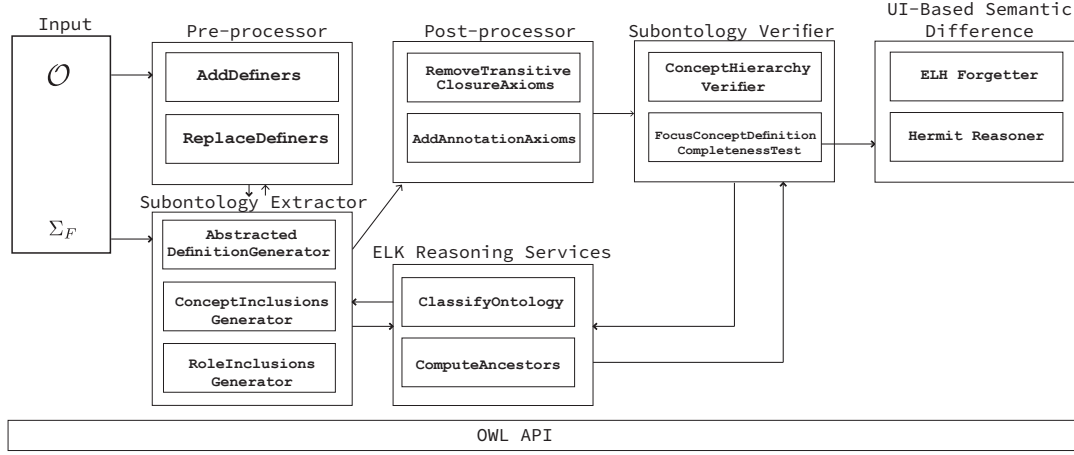 Input
𝒪
Σ_F
Pre-processor
AddDefiners
ReplaceDefiners
Subontology Extractor
Abstracted
DefinitionGenerator
ConceptInclusions
Generator
RoleInclusions
Generator
Post-processor
RemoveTransitive
ClosureAxioms
AddAnnotationAxioms
ELK Reasoning Services
ClassifyOntology
ComputeAncestors
Subontology Verifier
ConceptHierarchy
Verifier
FocusConceptDefinition
CompletenessTest
UI-Based Semantic
Difference
ELH Forgetter
Hermit Reasoner
OWL API